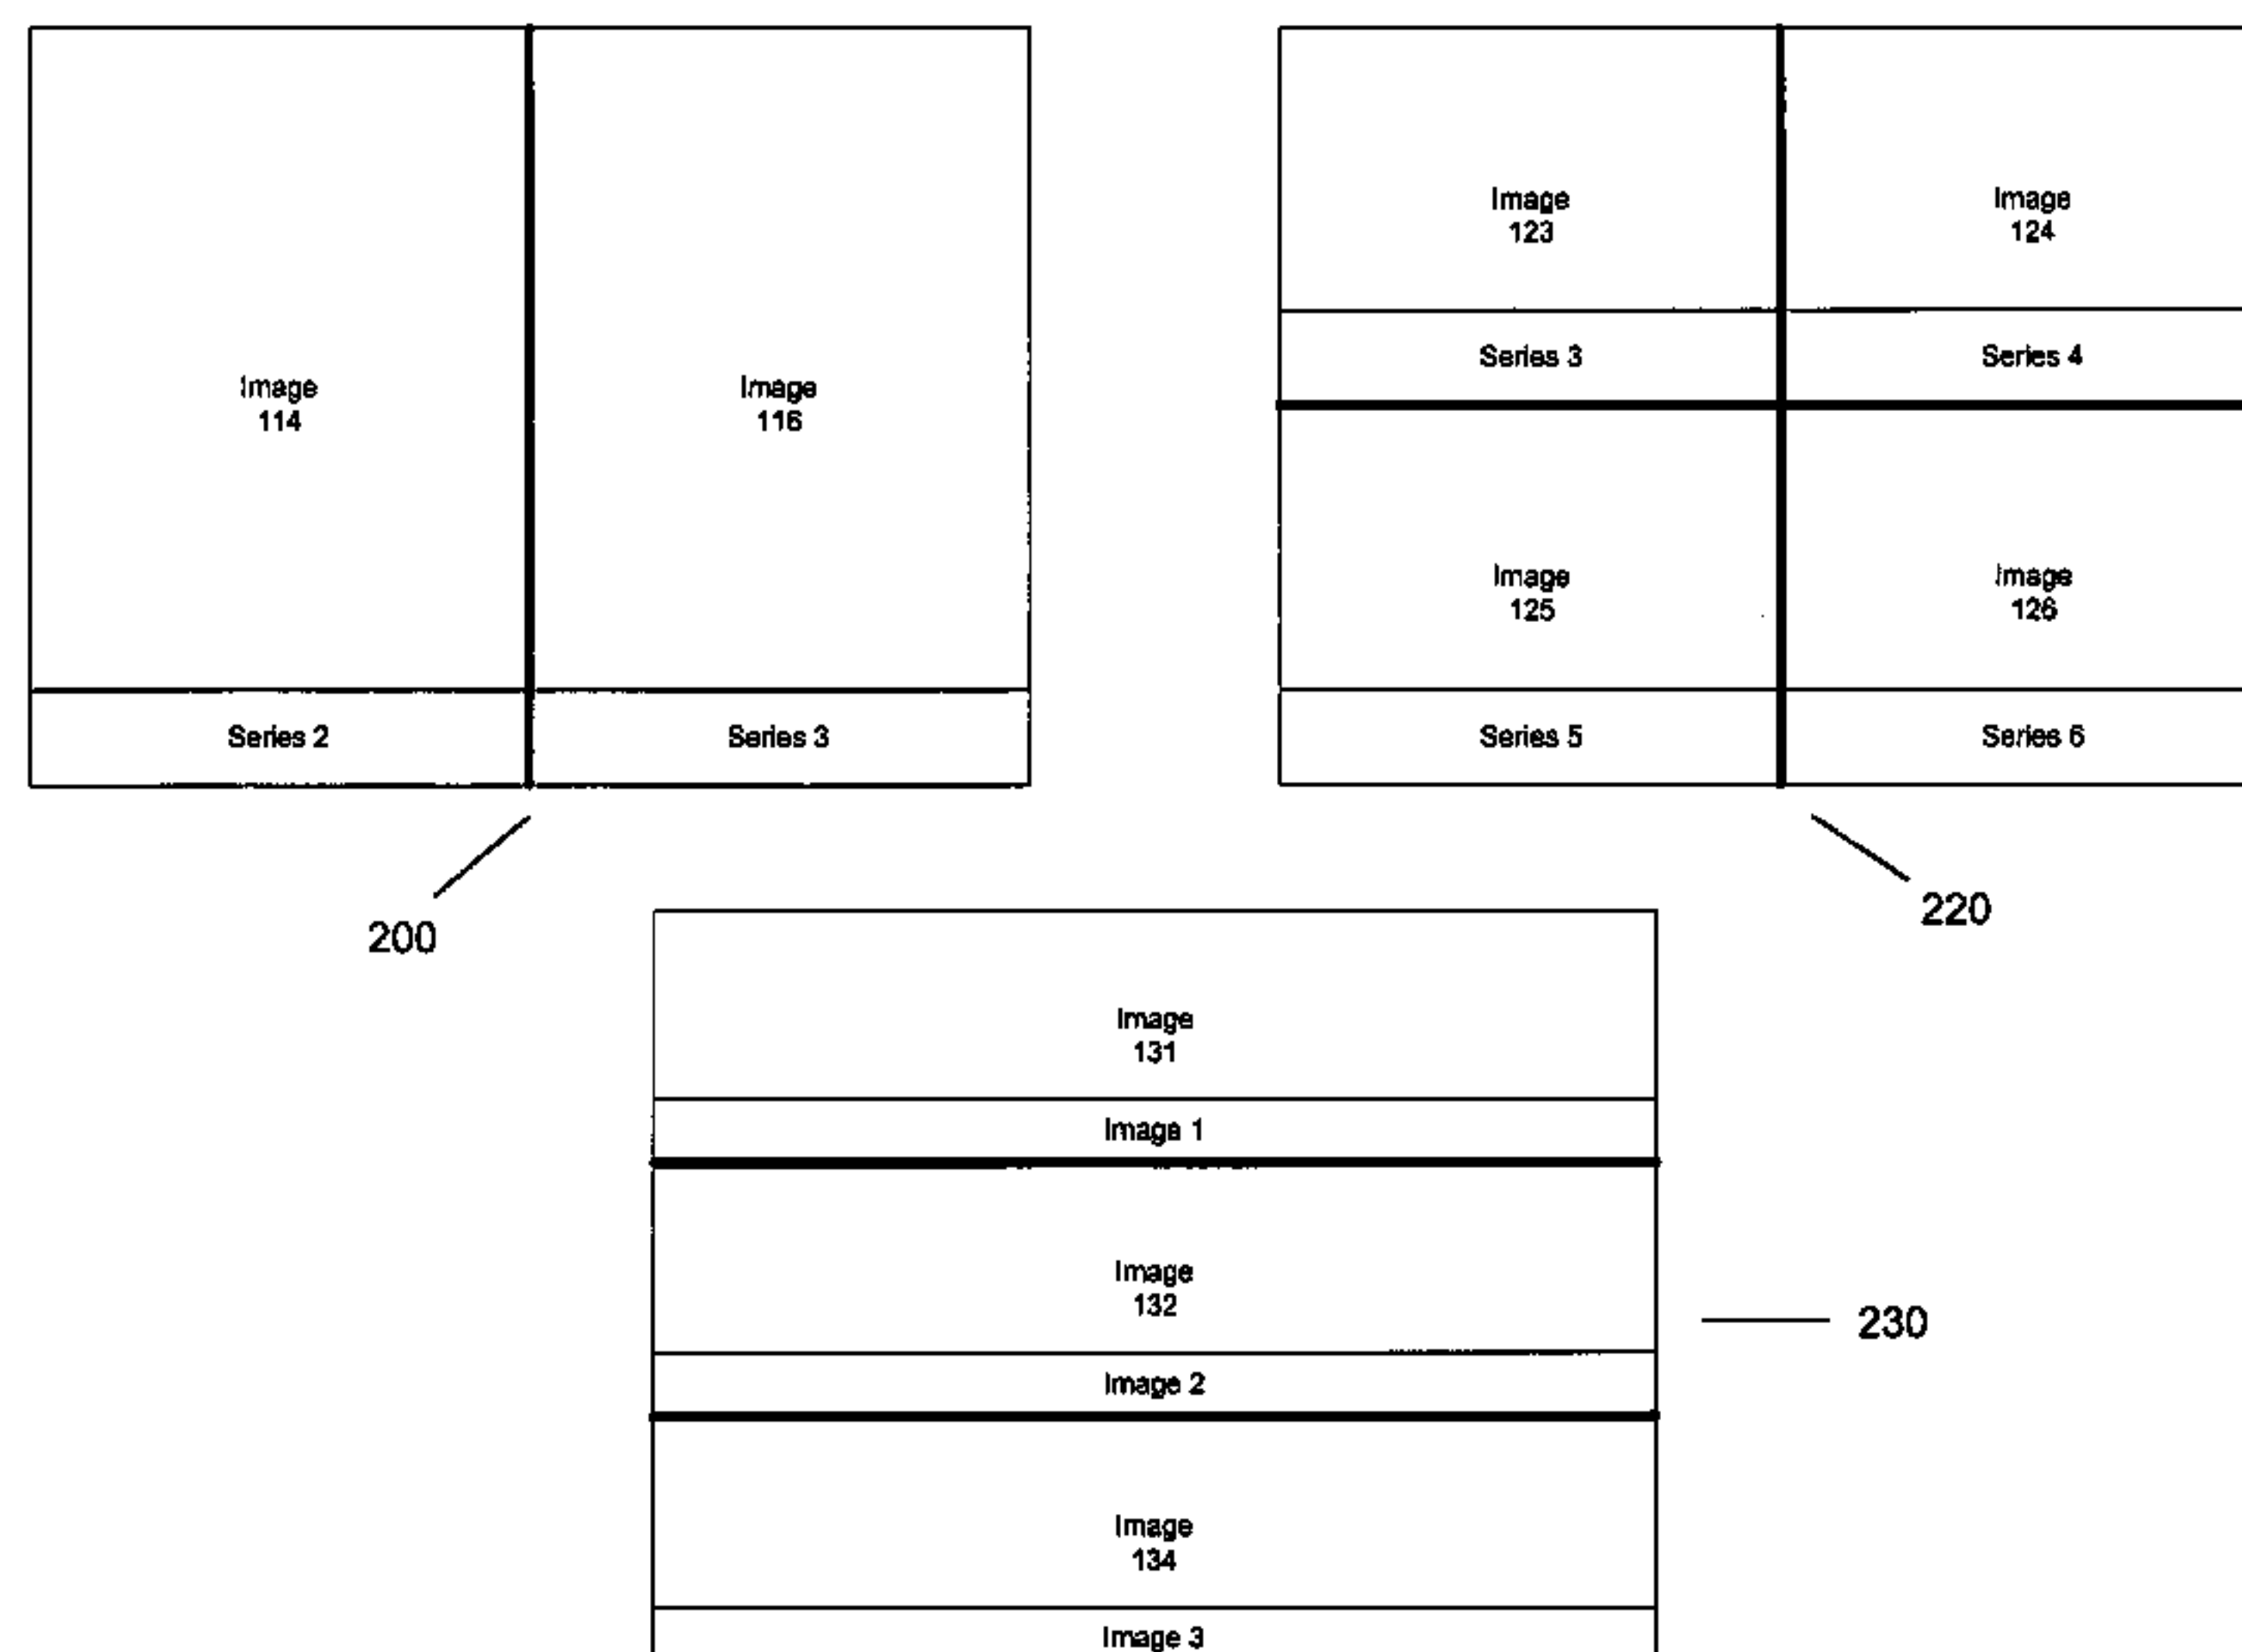 Image
114
Image
116
Series 2
Series 3
200
Image
123
Image
124
Series 3
Series 4
Image
125
Image
126
Series 5
Series 6
220
Image
131
Image 1
Image
132
Image 2
Image
134
Image 3
230